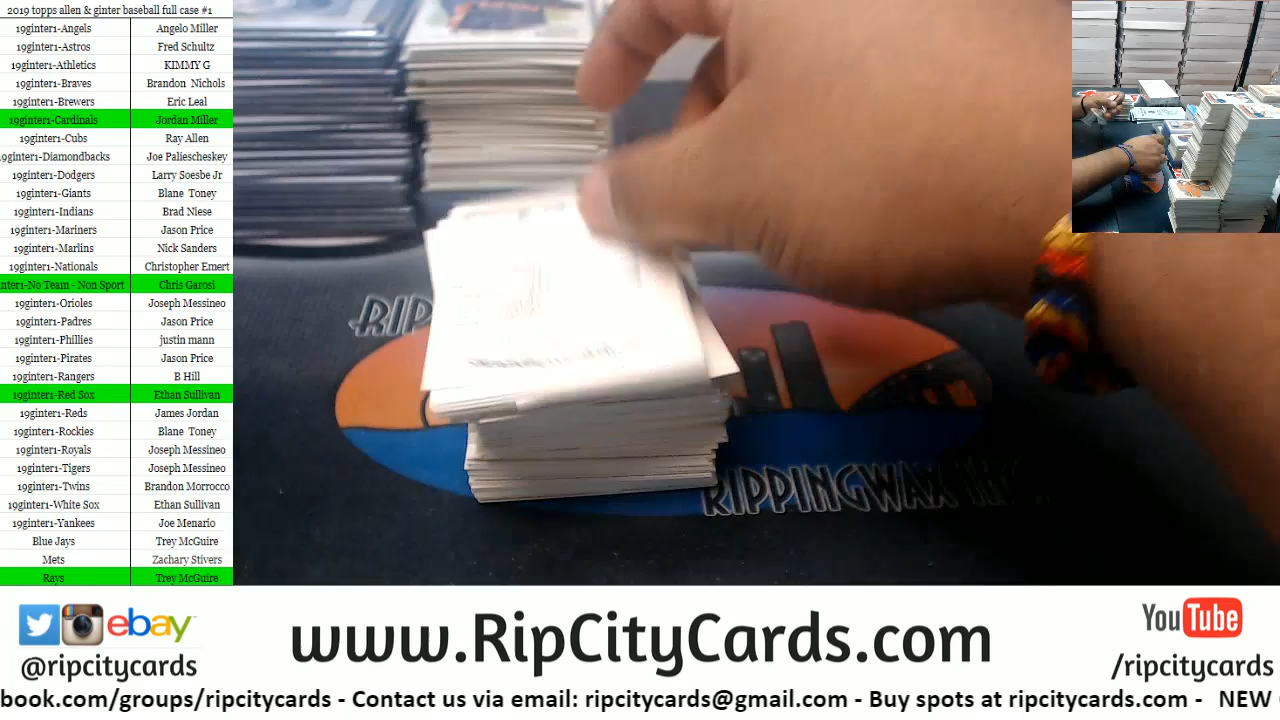 2019 topps allen & ginter baseball full case #1
19ginter1-Angels Angelo Miller
19ginter1-Astros Fred Schultz
19ginter1-Athletics KIMMY G
19ginter1-Braves Brandon Nichols
19ginter1-Brewers Eric Leal
19ginter1-Cardinals Jordan Miller
19ginter1-Cubs Ray Allen
9ginter1-Diamondbacks Joe Paliescheskey
19ginter1-Dodgers Larry Soesbe Jr
19ginter1-Giants Blane Toney
19ginter1-Indians Brad Niese
19ginter1-Mariners Jason Price
19ginter1-Marlins Nick Sanders
19ginter1-Nationals Christopher Emert
nter1-No Team - Non Sport Chris Garosi
19ginter1-Orioles Joseph Messineo
19ginter1-Padres Jason Price
19ginter1-Phillies justin mann
19ginter1-Pirates Jason Price
19ginter1-Rangers B Hill
19ginter1-Red Sox Ethan Sullivan
19ginter1-Reds James Jordan
19ginter1-Rockies Blane Toney
19ginter1-Royals Joseph Messineo
19ginter1-Tigers Joseph Messineo
19ginter1-Twins Brandon Morrocco
19ginter1-White Sox Ethan Sullivan
19ginter1-Yankees Joe Menario
Blue Jays Trey McGuire
Mets Zachary Stivers
Rays Trey McGuire
RIP
RIPPINGWAX
ebay
@ripcitycards
www.RipCityCards.com
YouTube
/ripcitycards
book.com/groups/ripcitycards - Contact us via email: ripcitycards@gmail.com - Buy spots at ripcitycards.com - NEW